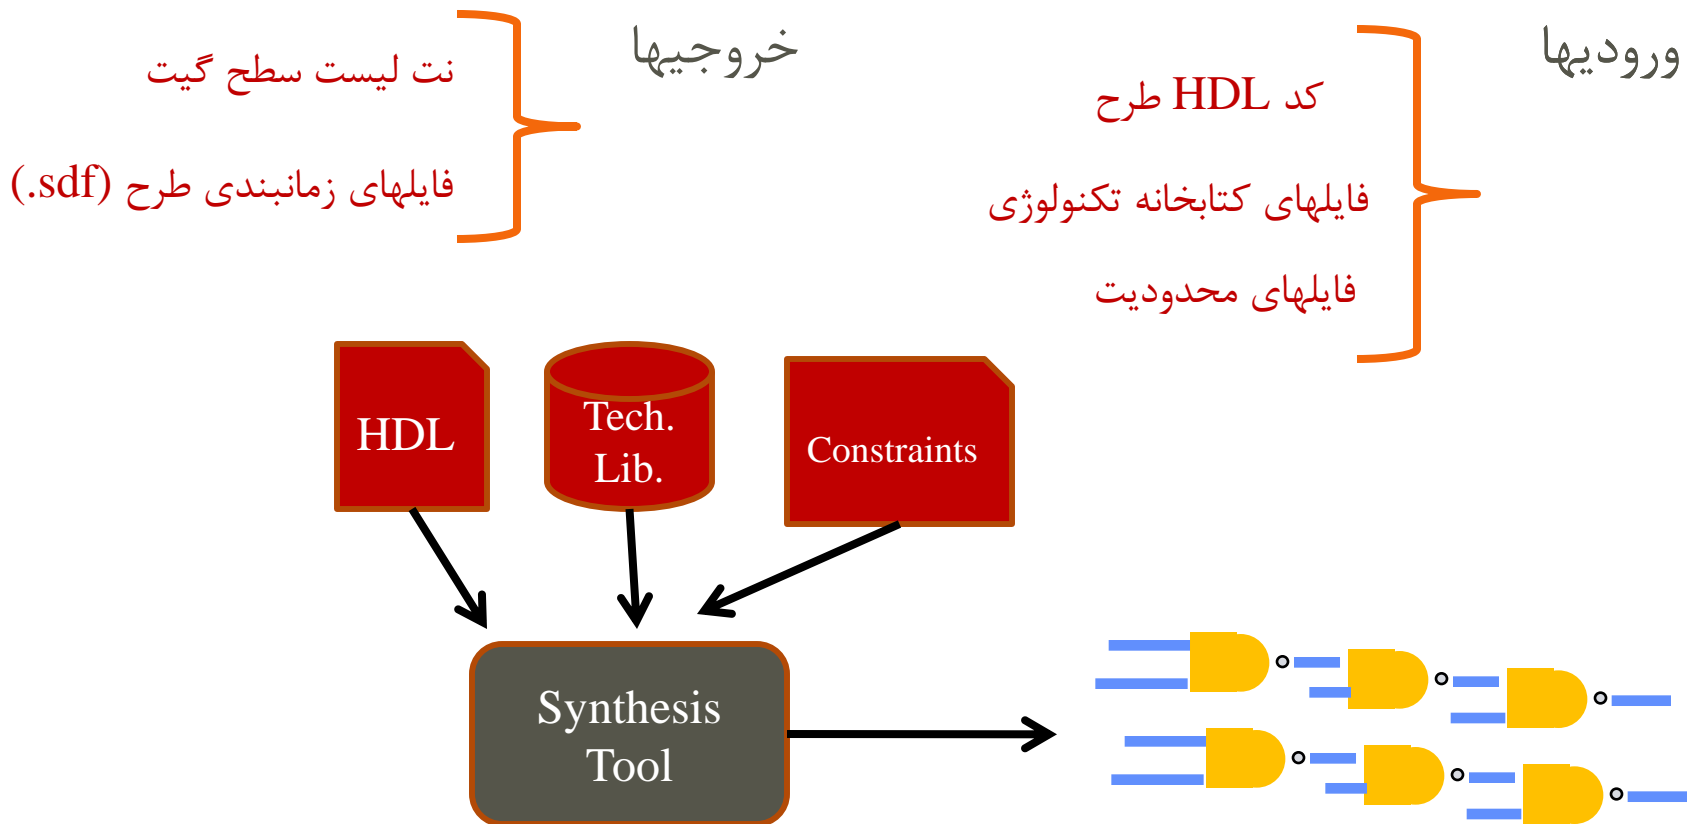 ورودیها
کد HDL طرح
فایلهای کتابخانه تکنولوژی
فایلهای محدودیت
خروجیها
نت لیست سطح گیت
فایلهای زمانبندی طرح (.sdf)
HDL
Tech.
Lib.
Constraints
Synthesis
Tool